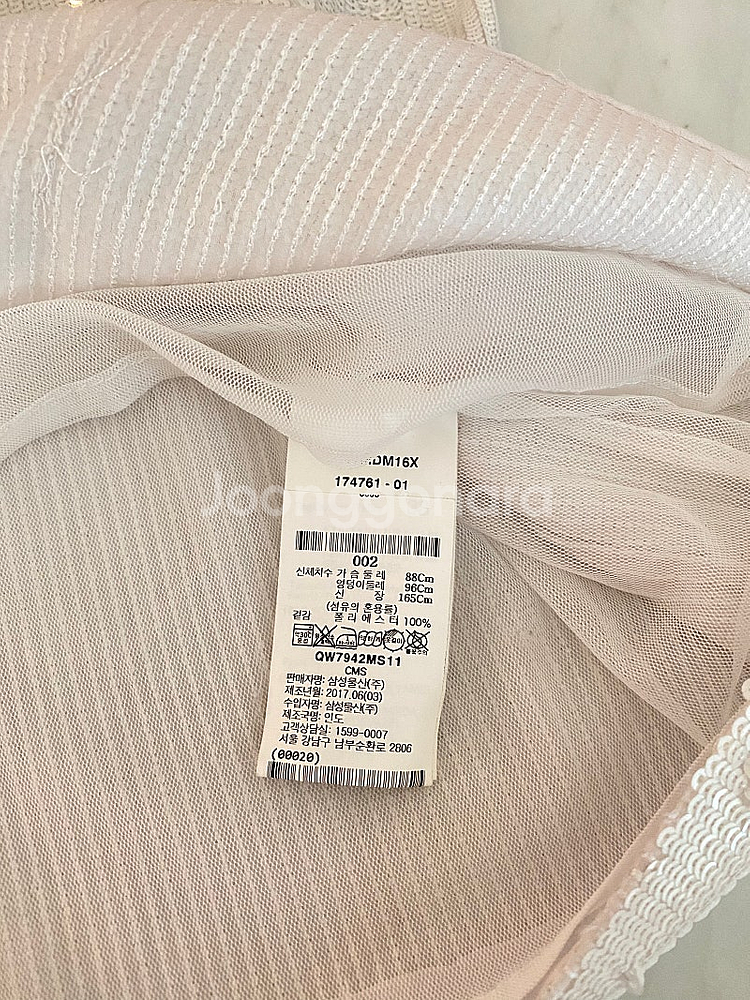 DM16X
174761 - 01
Joonggonara
002
신체치수 가 슴 둘 레 88Cm
엉덩이둘레 96Cm
신 장 165Cm
(섬유의 혼용률)
겉감 폴 리 에 스 터 100%
QW7942MS11
CMS
판매자명: 삼성물산(주)
제조년월: 2017.06(03)
수입자명: 삼성물산(주)
제조국명: 인도
고객상담실: 1599-0007
서울 강남구 남부순환로 2806
(00020)